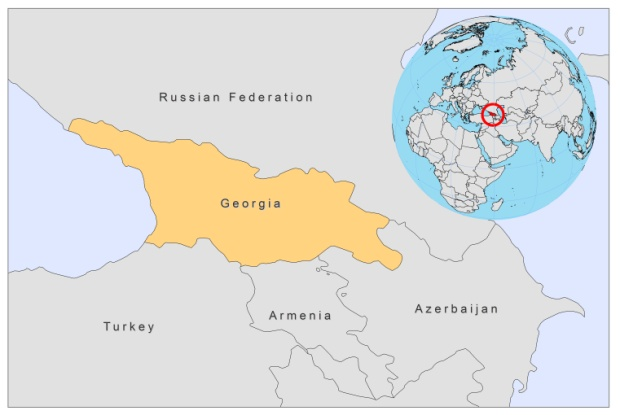 Russian Federation
Georgia
Armenia
Azerbaijan
Turkey